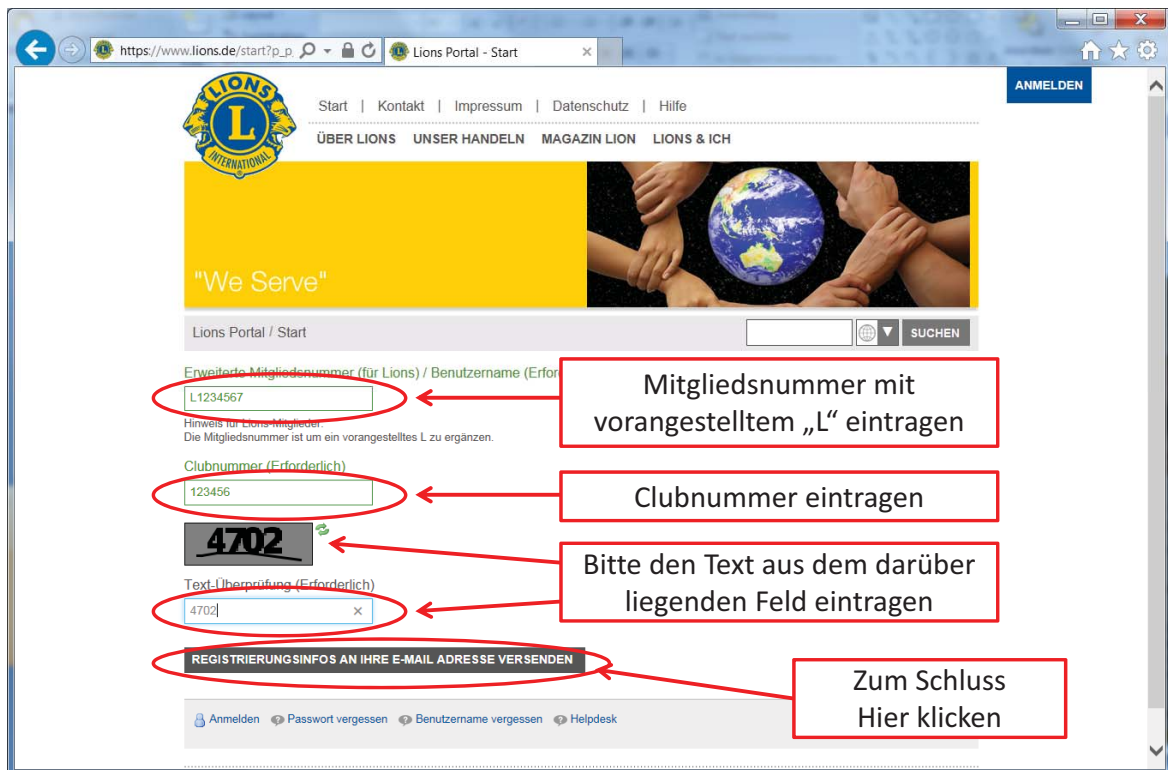 https://www.lions.de/start?p_p_
Lions Portal - Start
ANMELDEN
LIONS
L
INTERNATIONAL
Start | Kontakt | Impressum | Datenschutz | Hilfe
ÜBER LIONS UNSER HANDELN MAGAZIN LION LIONS & ICH
"We Serve"
Lions Portal / Start
SUCHEN
Erweiterte Mitgliedsnummer (für Lions) / Benutzername (Erfor
L1234567
Mitgliedsnummer mit
vorangestelltem „L“ eintragen
Hinweis für Lions-Mitglieder:
Die Mitgliedsnummer ist um ein vorangestelltes L zu ergänzen.
Clubnummer (Erforderlich)
123456
Clubnummer eintragen
4702
Bitte den Text aus dem darüber
liegenden Feld eintragen
Text-Überprüfung (Erforderlich)
4702
REGISTRIERUNGSINFOS AN IHRE E-MAIL ADRESSE VERSENDEN
Zum Schluss
Hier klicken
Anmelden Passwort vergessen Benutzername vergessen Helpdesk